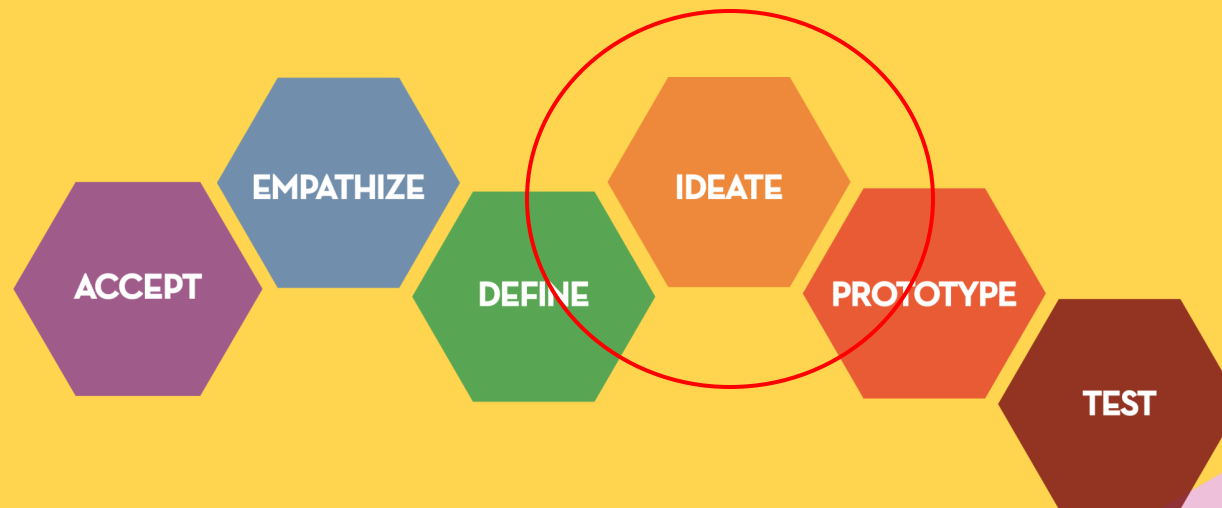 ACCEPT
EMPATHIZE
DEFINE
IDEATE
PROTOTYPE
TEST